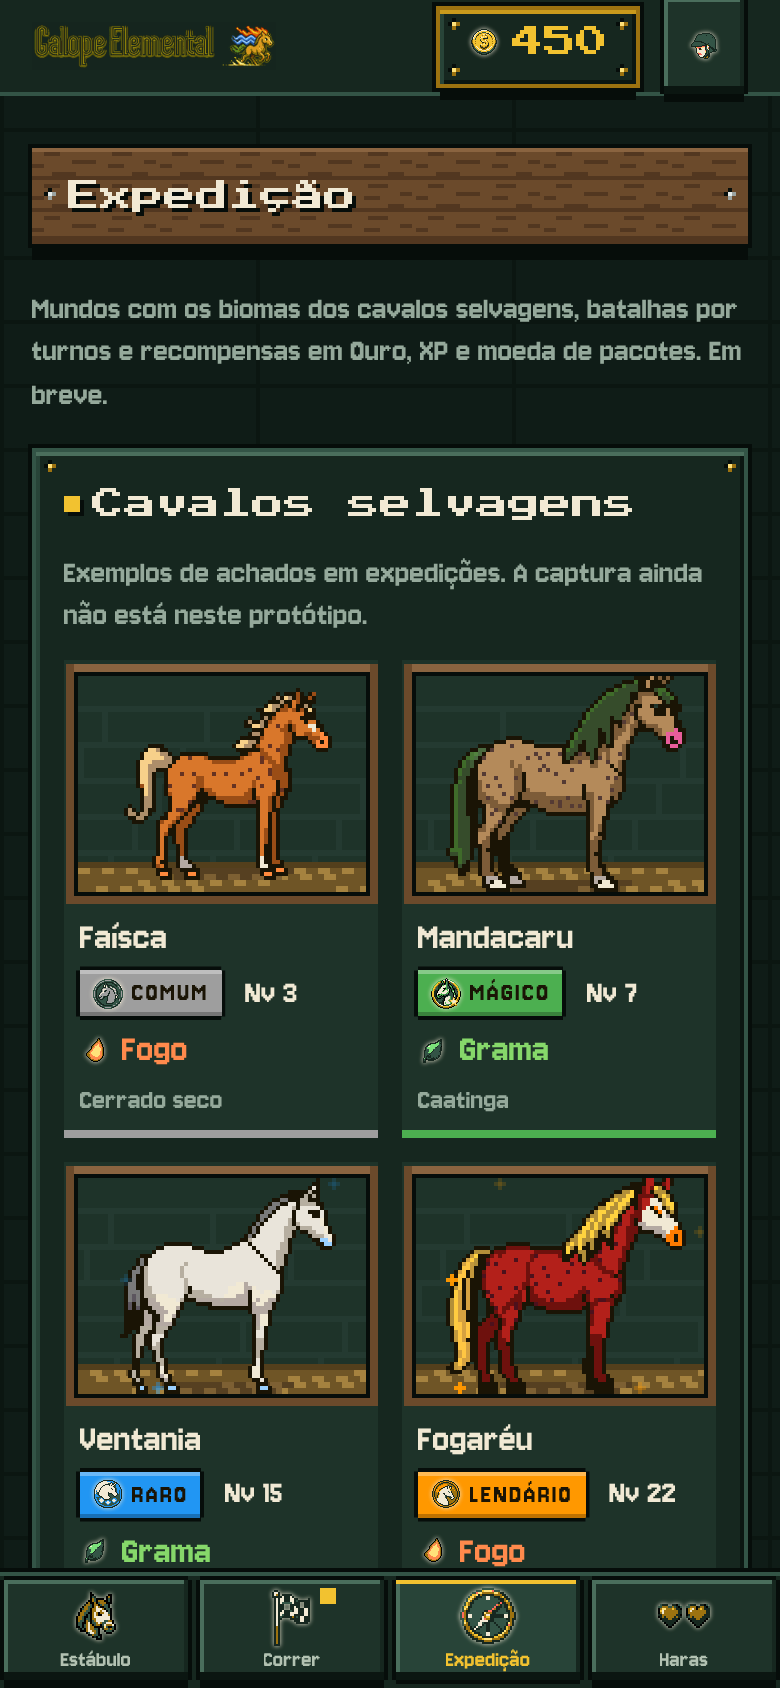 Galope Elemental
450
Expedição
Mundos com os biomas dos cavalos selvagens, batalhas por
turnos e recompensas em Ouro, XP e moeda de pacotes. Em
breve.
Cavalos selvagens
Exemplos de achados em expedições. A captura ainda
não está neste protótipo.
Faísca
COMUM Nv 3
Fogo
Cerrado seco
Mandacaru
MÁGICO Nv 7
Grama
Caatinga
Ventania
RARO Nv 15
Grama
Fogaréu
LENDÁRIO Nv 22
Fogo
Estábulo
Correr
Expedição
Haras